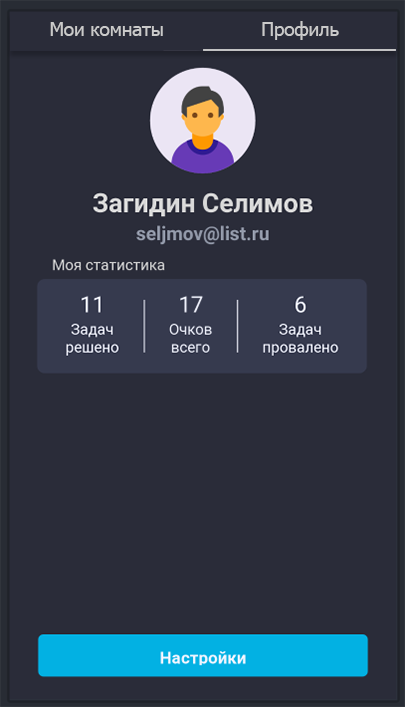 Мои комнаты Профиль
Загидин Селимов
seljmov@list.ru
Моя статистика
11 17 6
Задач Очков Задач
решено всего провалено
Настройки